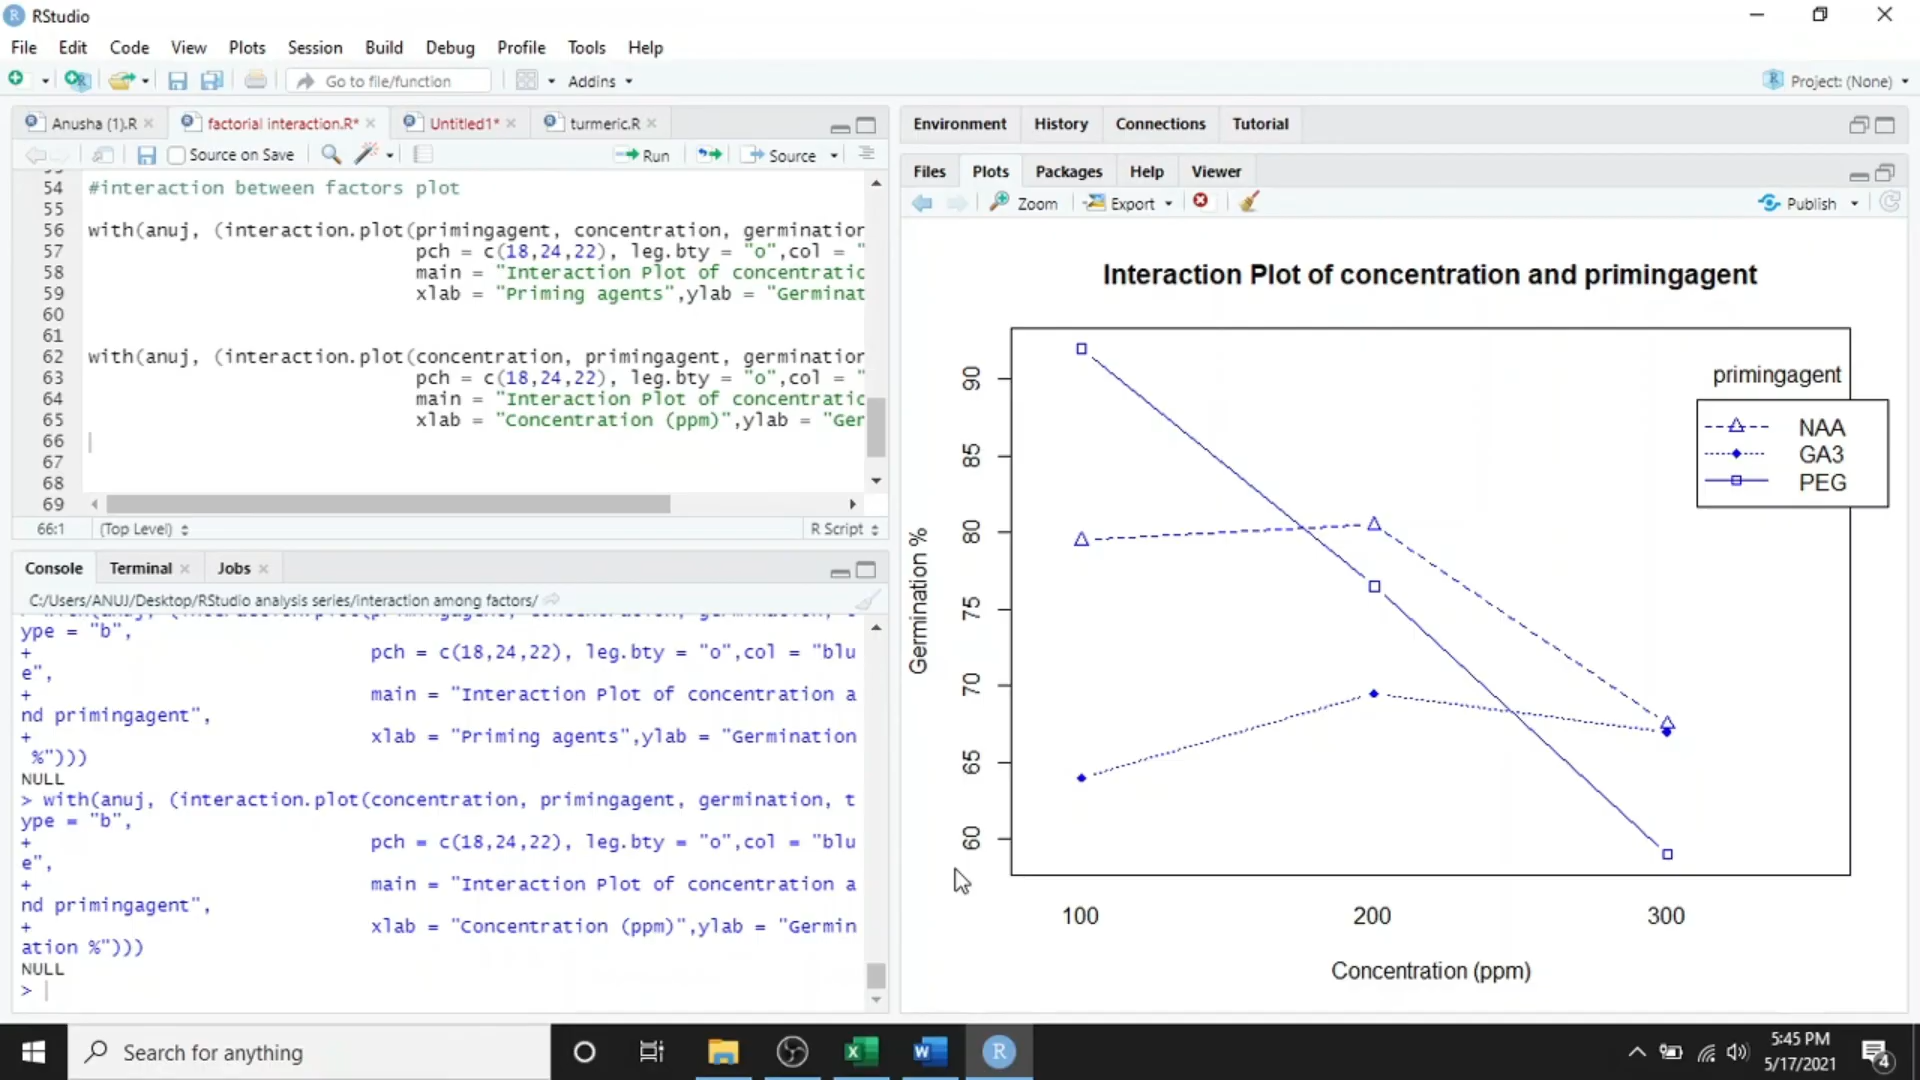 RStudio
File Edit Code View Plots Session Build Debug Profile Tools Help
Go to file/function Addins Project: (None)
Anusha (1).R factorial interaction.R* Untitled1* turmeric.R
Source on Save Run Source
54 #interaction between factors plot
55
56 with(anuj, (interaction.plot(primingagent, concentration, germination
57 pch = c(18,24,22), leg.bty = "o",col = "
58 main = "Interaction Plot of concentratio
59 xlab = "Priming agents",ylab = "Germinat
60
61
62 with(anuj, (interaction.plot(concentration, primingagent, germination
63 pch = c(18,24,22), leg.bty = "o",col = "
64 main = "Interaction Plot of concentratio
65 xlab = "Concentration (ppm)",ylab = "Ger
66
67
68
69
66:1 (Top Level) R Script
Console Terminal Jobs
C:/Users/ANUJ/Desktop/RStudio analysis series/interaction among factors/
ype = "b",
+ pch = c(18,24,22), leg.bty = "o",col = "blu
e",
+ main = "Interaction Plot of concentration a
nd primingagent",
+ xlab = "Priming agents",ylab = "Germination
%")))
NULL
> with(anuj, (interaction.plot(concentration, primingagent, germination, t
ype = "b",
+ pch = c(18,24,22), leg.bty = "o",col = "blu
e",
+ main = "Interaction Plot of concentration a
nd primingagent",
+ xlab = "Concentration (ppm)",ylab = "Germin
ation %")))
NULL
>
Environment History Connections Tutorial
Files Plots Packages Help Viewer
Zoom Export Publish
Interaction Plot of concentration and primingagent
primingagent
NAA
GA3
PEG
Germination %
90
85
80
75
70
65
60
100 200 300
Concentration (ppm)
Search for anything
5:45 PM
5/17/2021
4